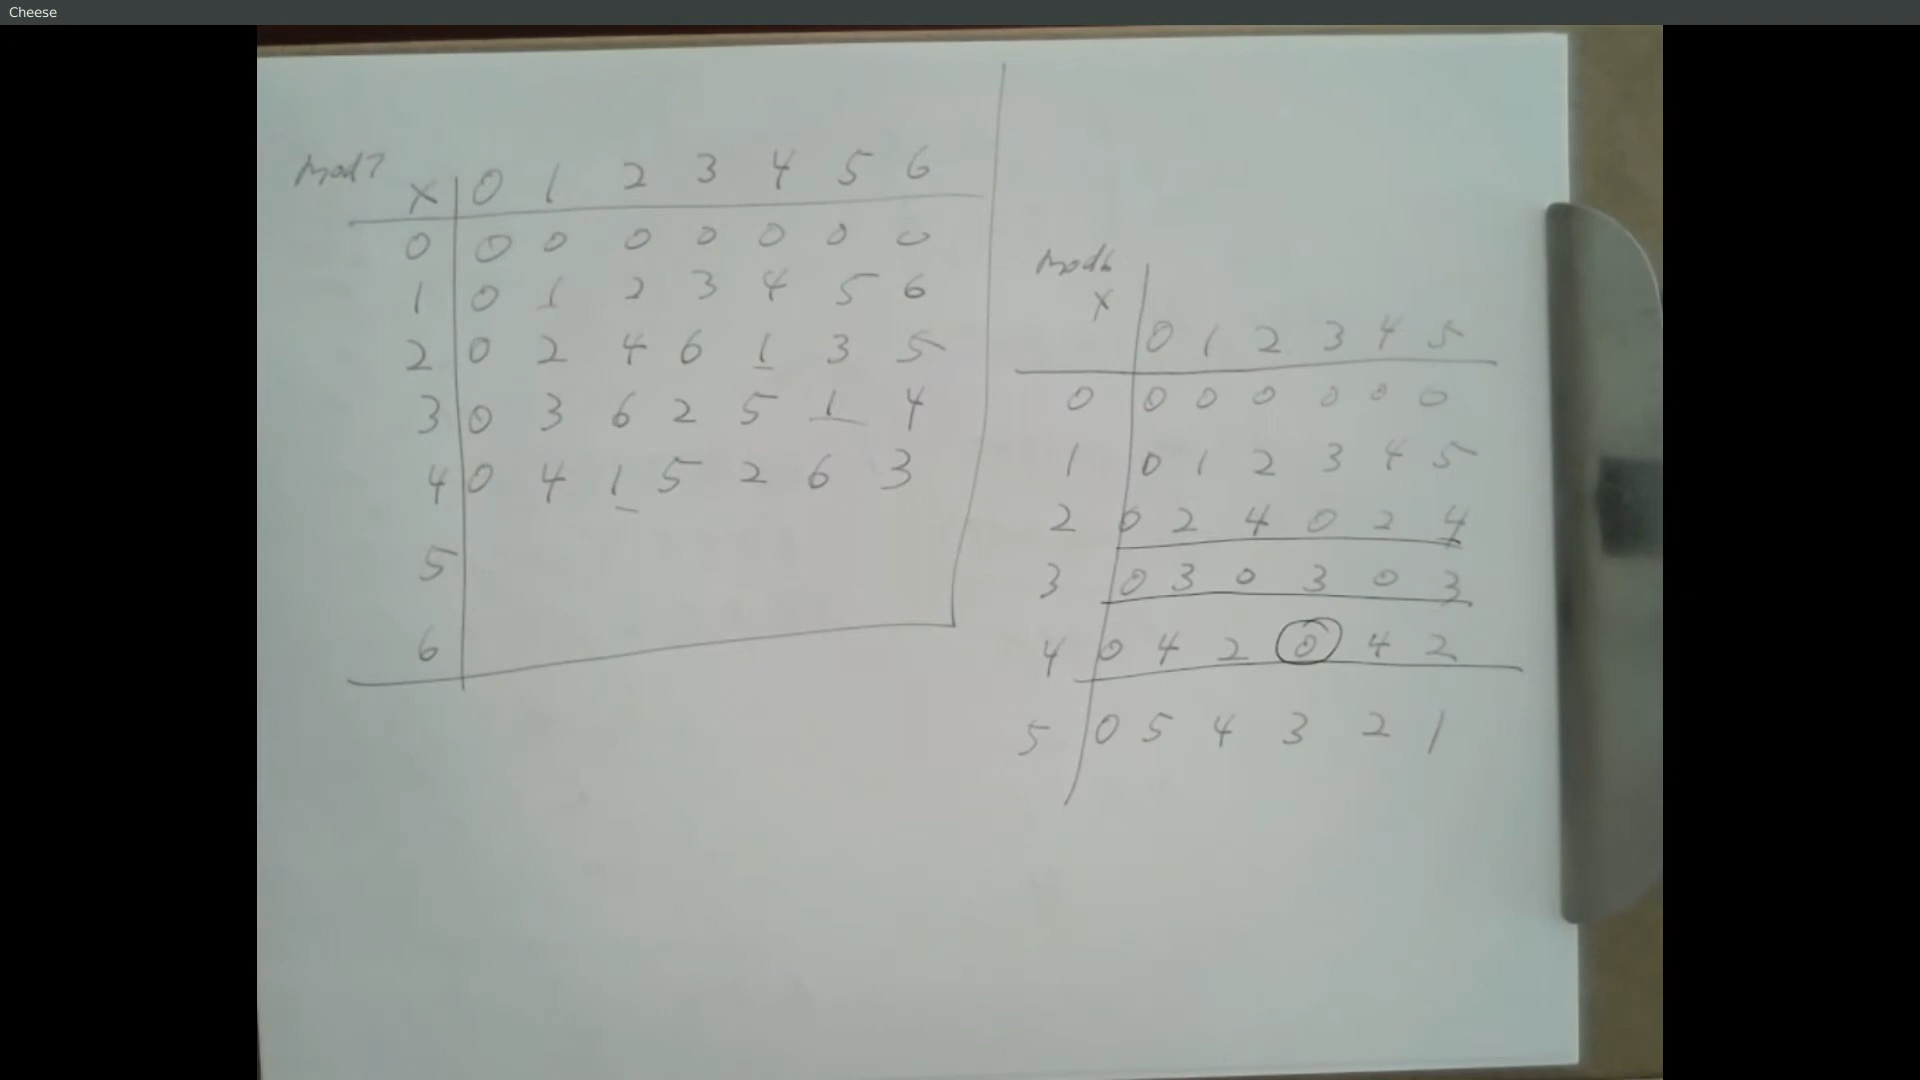 Cheese
mod7
x 0 1 2 3 4 5 6
0 0 0 0 0 0 0 0
1 0 1 2 3 4 5 6
2 0 2 4 6 1 3 5
3 0 3 6 2 5 1 4
4 0 4 1 5 2 6 3
5
6
mod6
x
0 1 2 3 4 5
0 0 0 0 0 0 0
1 0 1 2 3 4 5
2 0 2 4 0 2 4
3 0 3 0 3 0 3
4 0 4 2 0 4 2
5 0 5 4 3 2 1